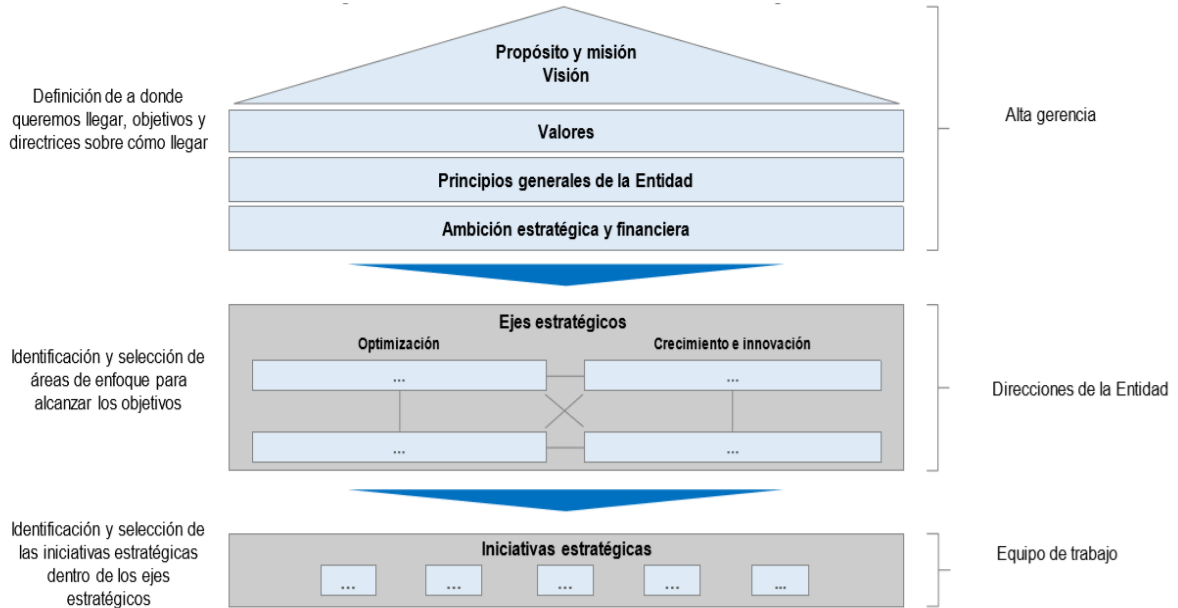 Propósito y misión
Visión
Definición de a donde
queremos llegar, objetivos y
directrices sobre cómo llegar
Valores
Alta gerencia
Principios generales de la Entidad
Ambición estratégica y financiera
Ejes estratégicos
Optimización
Crecimiento e innovación
Identificación y selección de
áreas de enfoque para
alcanzar los objetivos
...
...
Direcciones de la Entidad
...
...
Identificación y selección de
las iniciativas estratégicas
dentro de los ejes
estratégicos
Iniciativas estratégicas
Equipo de trabajo
...
...
...
...
...